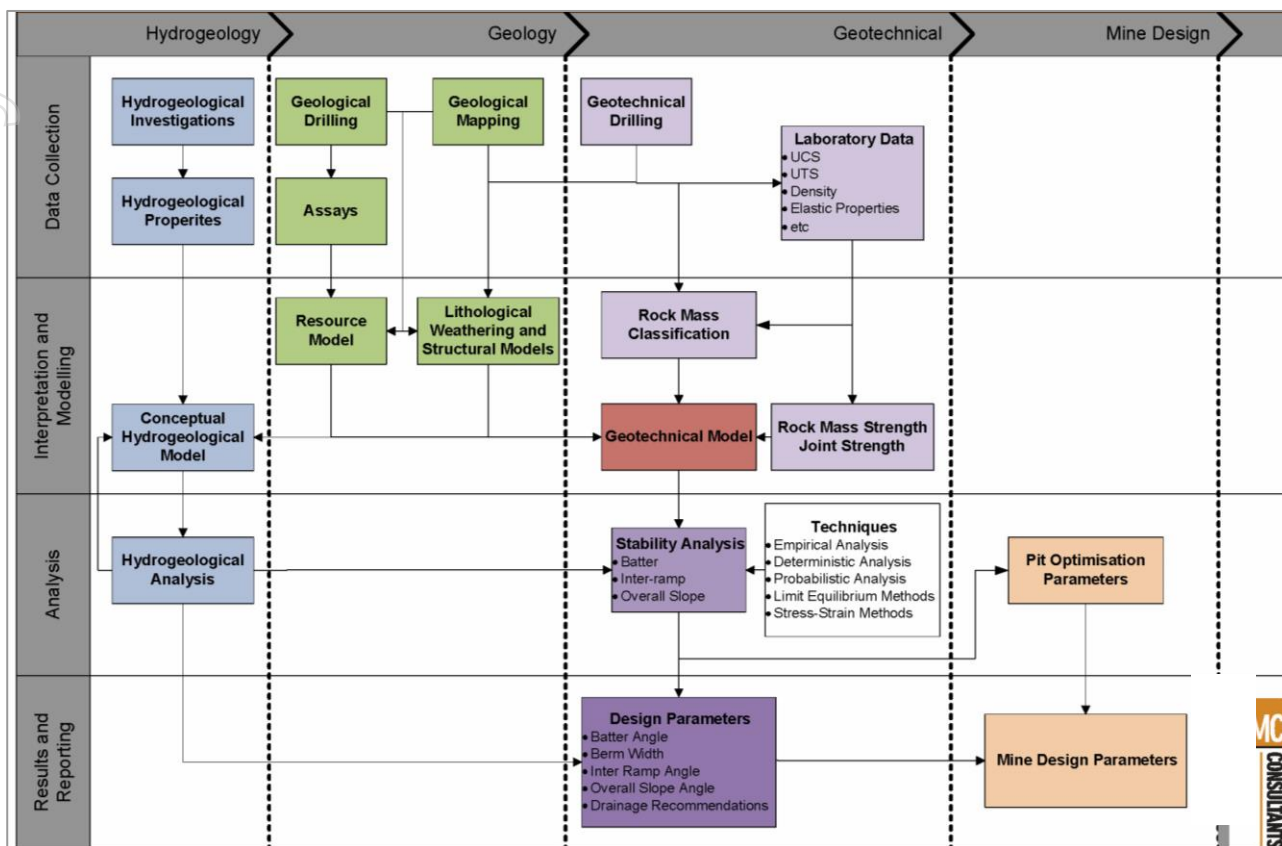 Hydrogeology
Geology
Geotechnical
Mine Design
Data Collection
Hydrogeological
Investigations
Geological
Drilling
Geological
Mapping
Geotechnical
Drilling
Laboratory Data
• UCS
• UTS
• Density
• Elastic Properties
• etc
Hydrogeological
Properites
Assays
Interpretation and
Modelling
Resource
Model
Lithological
Weathering and
Structural Models
Rock Mass
Classification
Conceptual
Hydrogeological
Model
Geotechnical Model
Rock Mass Strength
Joint Strength
Analysis
Hydrogeological
Analysis
Stability Analysis
• Batter
• Inter-ramp
• Overall Slope
Techniques
• Empirical Analysis
• Deterministic Analysis
• Probabilistic Analysis
• Limit Equilibrium Methods
• Stress-Strain Methods
Pit Optimisation
Parameters
Results and
Reporting
Design Parameters
• Batter Angle
• Berm Width
• Inter Ramp Angle
• Overall Slope Angle
• Drainage Recommendations
Mine Design Parameters
MC
CONSULTANTS